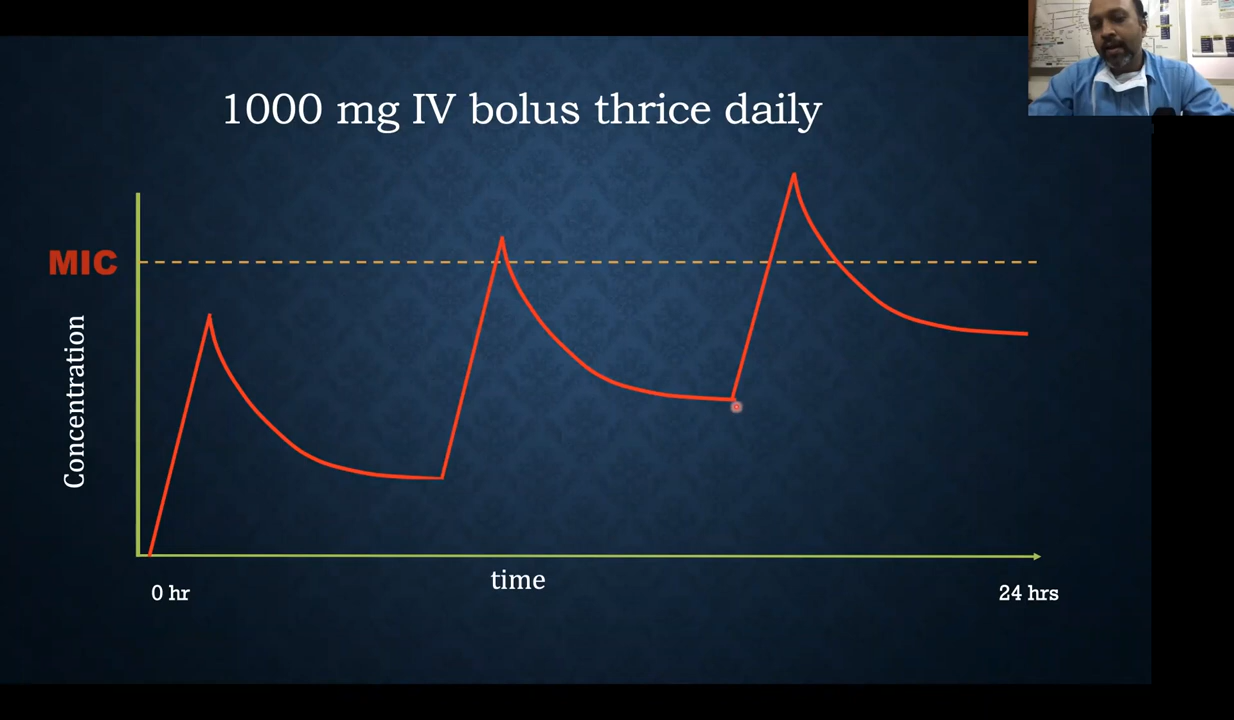 1000 mg IV bolus thrice daily
MIC
Concentration
time
0 hr
24 hrs